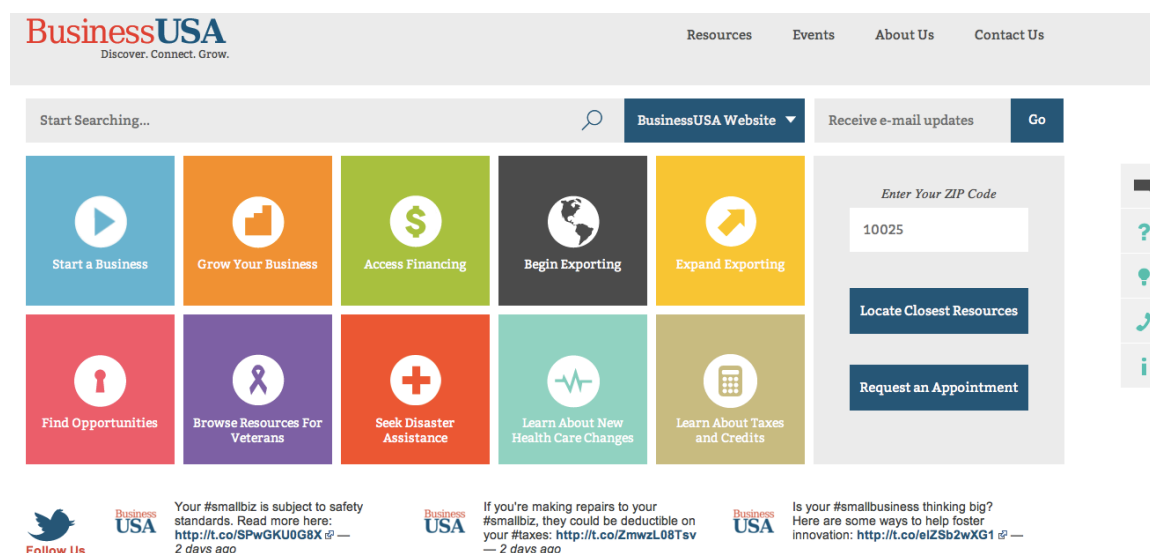 BusinessUSA
Discover. Connect. Grow.
Resources Events About Us Contact Us
Start Searching...
BusinessUSA Website
Receive e-mail updates
Go
Start a Business
Grow Your Business
Access Financing
Begin Exporting
Expand Exporting
Enter Your ZIP Code
10025
Locate Closest Resources
Request an Appointment
Find Opportunities
Browse Resources For
Veterans
Seek Disaster
Assistance
Learn About New
Health Care Changes
Learn About Taxes
and Credits
Follow Us
Business
USA
Your #smallbiz is subject to safety
standards. Read more here:
http://t.co/SPwGKU0G8X —
2 days ago
Business
USA
If you're making repairs to your
#smallbiz, they could be deductible on
your #taxes: http://t.co/ZmwzL08Tsv
— 2 days ago
Business
USA
Is your #smallbusiness thinking big?
Here are some ways to help foster
innovation: http://t.co/eIZSb2wXG1 —